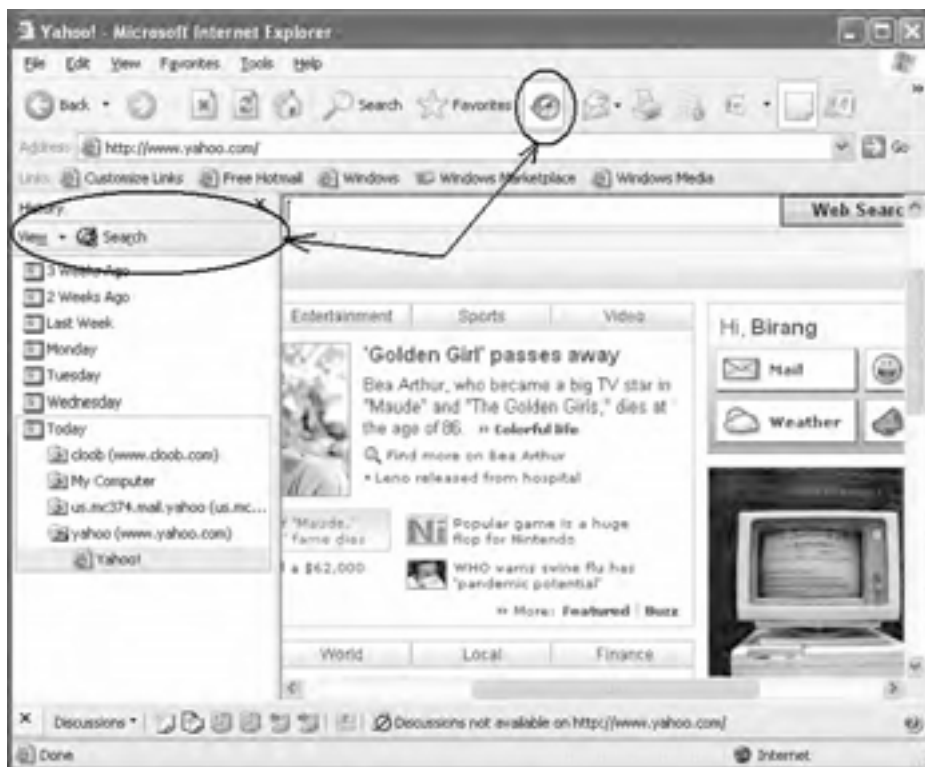 Yahoo! - Microsoft Internet Explorer
File Edit View Favorites Tools Help
Back Search Favorites
Address http://www.yahoo.com/ Go
Links Customize Links Free Hotmail Windows Windows Marketplace Windows Media
History
View Search
Web Searc
3 Weeks Ago
2 Weeks Ago
Last Week
Monday
Tuesday
Wednesday
Today
cloob (www.cloob.com)
My Computer
us.mc374.mail.yahoo (us.mc...
yahoo (www.yahoo.com)
Yahoo!
Entertainment Sports Video
'Golden Girl' passes away
Bea Arthur, who became a big TV star in
"Maude" and "The Golden Girls," dies at
the age of 86. » Colorful life
Find more on Bea Arthur
• Leno released from hospital
"Maude,"
fame dies
a $62,000
Popular game is a huge
flop for Nintendo
WHO warns swine flu has
'pandemic potential'
» More: Featured Buzz
World Local Finance
Hi, Birang
Mail
Weather
Discussions Discussions not available on http://www.yahoo.com/
Done Internet